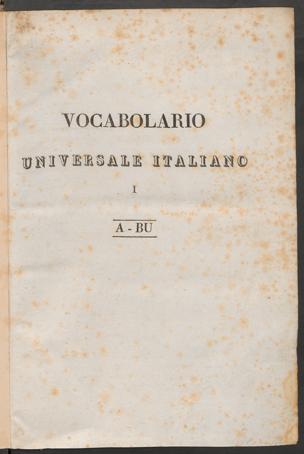 VOCABOLARIO
UNIVERSALE ITALIANO
I
A - BU